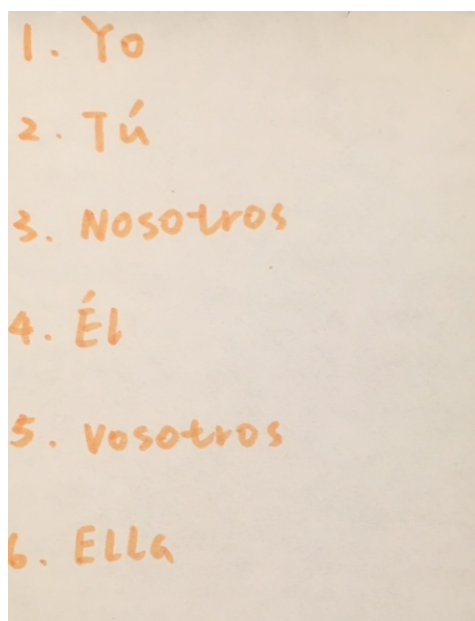 1. Yo
2. Tú
3. Nosotros
4. Él
5. Vosotros
6. Ella